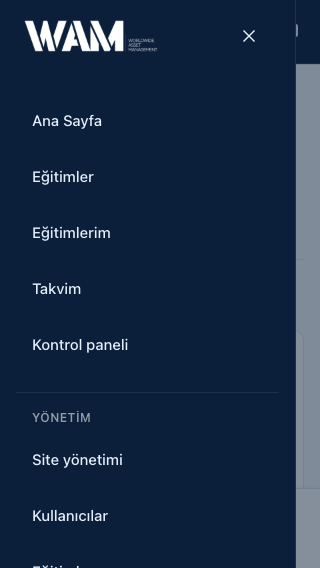 WAM
WORLDWIDE
ASSET
MANAGEMENT
Ana Sayfa
Eğitimler
Eğitimlerim
Takvim
Kontrol paneli
YÖNETİM
Site yönetimi
Kullanıcılar